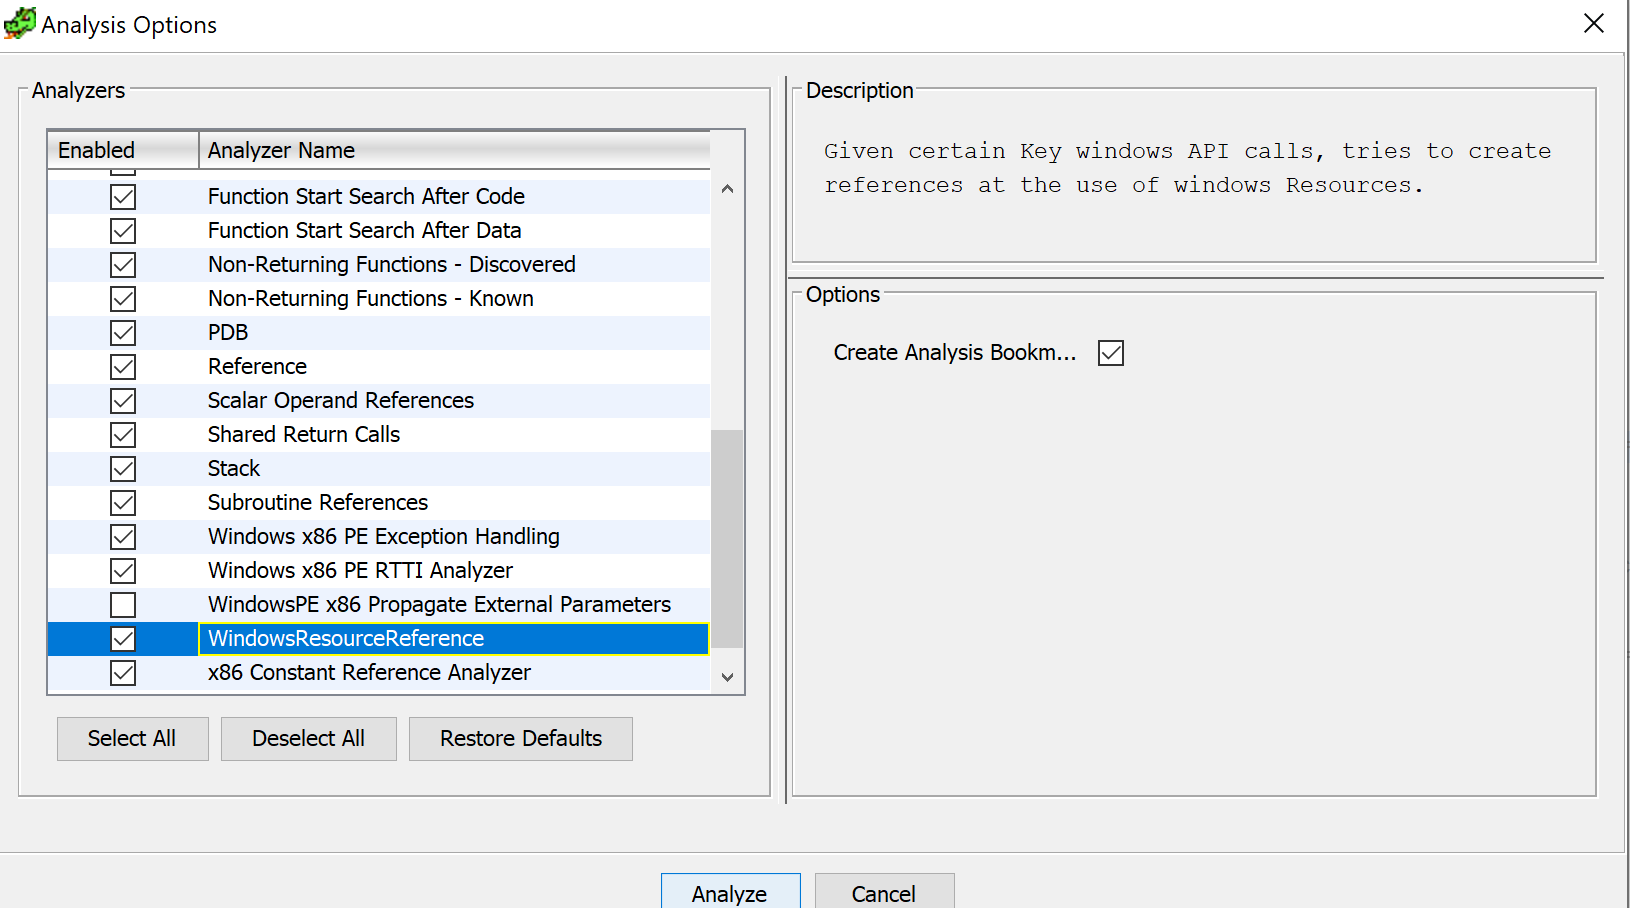 Analysis Options
Analyzers
Enabled
Analyzer Name
Function Start Search After Code
Function Start Search After Data
Non-Returning Functions - Discovered
Non-Returning Functions - Known
PDB
Reference
Scalar Operand References
Shared Return Calls
Stack
Subroutine References
Windows x86 PE Exception Handling
Windows x86 PE RTTI Analyzer
WindowsPE x86 Propagate External Parameters
WindowsResourceReference
x86 Constant Reference Analyzer
Select All
Deselect All
Restore Defaults
Description
Given certain Key windows API calls, tries to create
references at the use of windows Resources.
Options
Create Analysis Bookm...
Analyze
Cancel